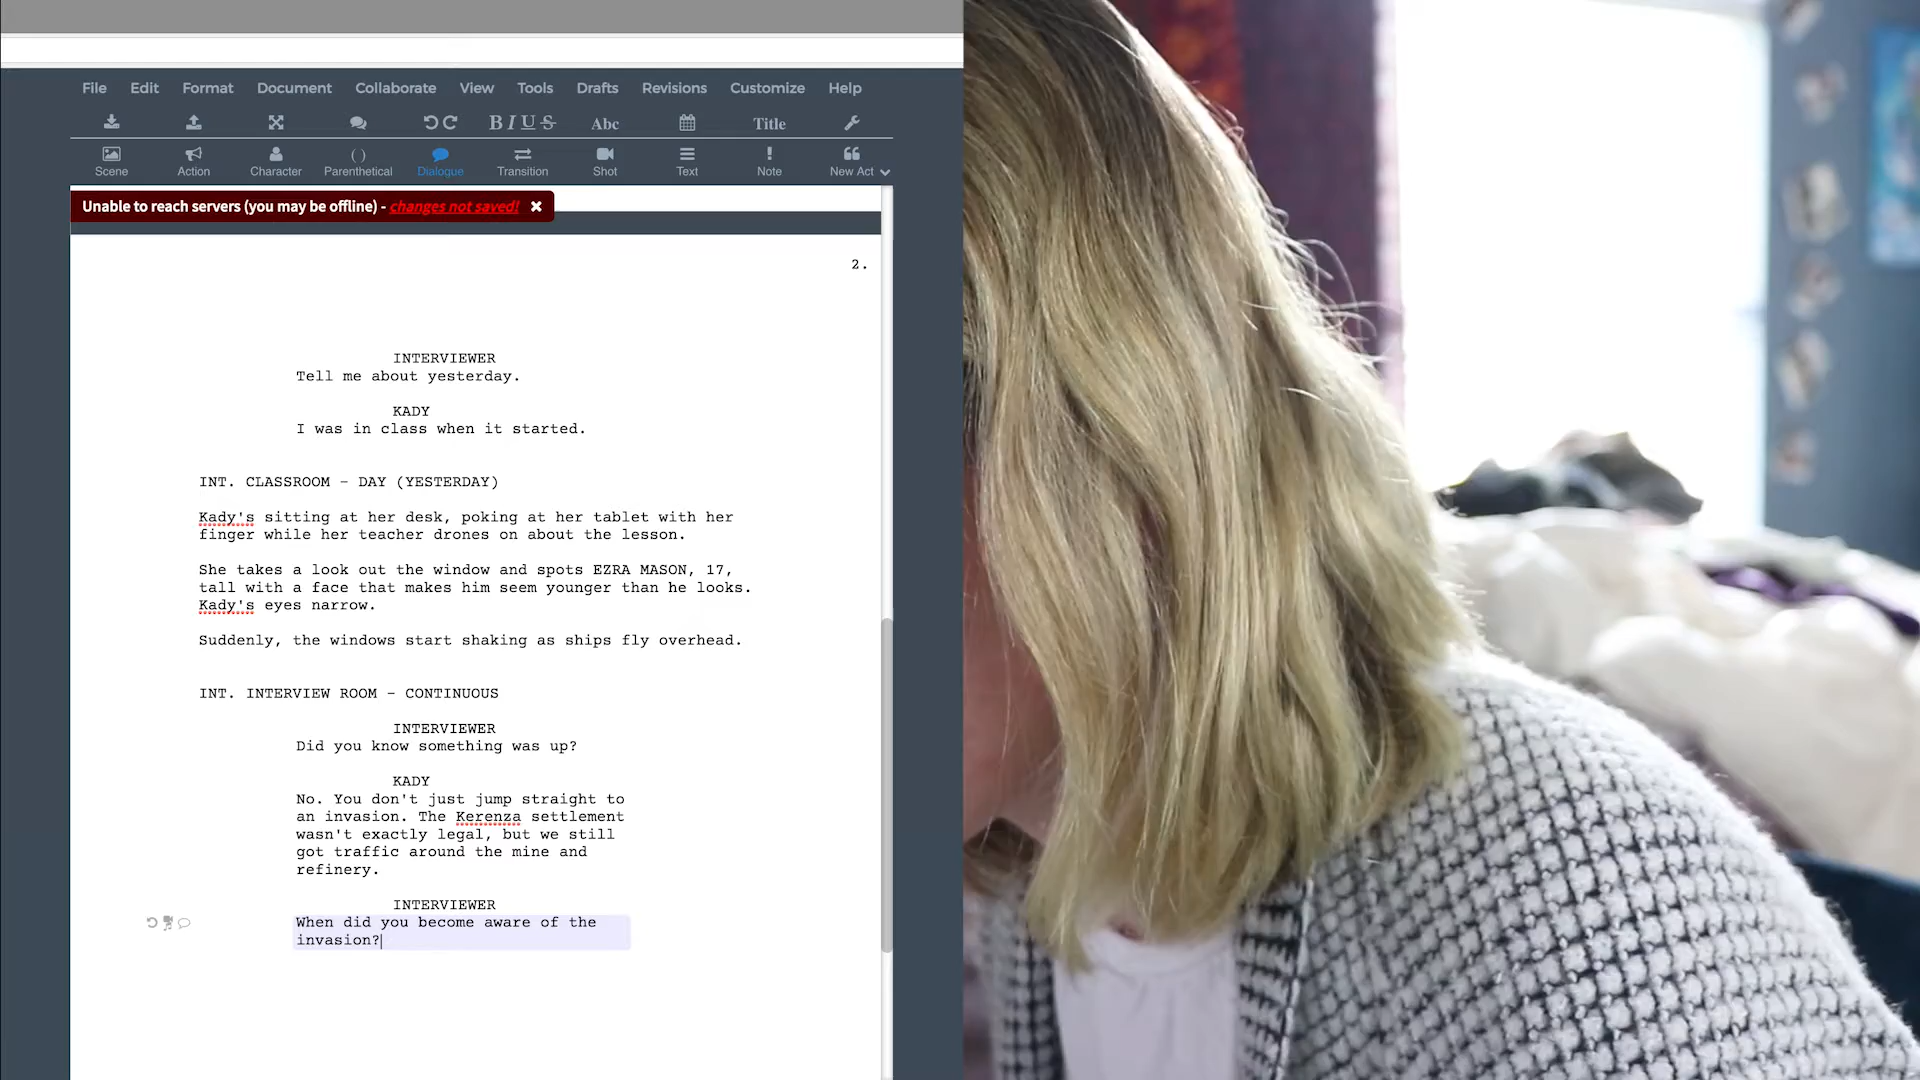 File Edit Format Document Collaborate View Tools Drafts Revisions Customize Help
B I U S Abc Title
Scene Action Character Parenthetical Dialogue Transition Shot Text Note New Act
Unable to reach servers (you may be offline) - changes not saved!
2.
INTERVIEWER
Tell me about yesterday.
KADY
I was in class when it started.
INT. CLASSROOM - DAY (YESTERDAY)
Kady's sitting at her desk, poking at her tablet with her
finger while her teacher drones on about the lesson.
She takes a look out the window and spots EZRA MASON, 17,
tall with a face that makes him seem younger than he looks.
Kady's eyes narrow.
Suddenly, the windows start shaking as ships fly overhead.
INT. INTERVIEW ROOM - CONTINUOUS
INTERVIEWER
Did you know something was up?
KADY
No. You don't just jump straight to
an invasion. The Kerenza settlement
wasn't exactly legal, but we still
got traffic around the mine and
refinery.
INTERVIEWER
When did you become aware of the
invasion?